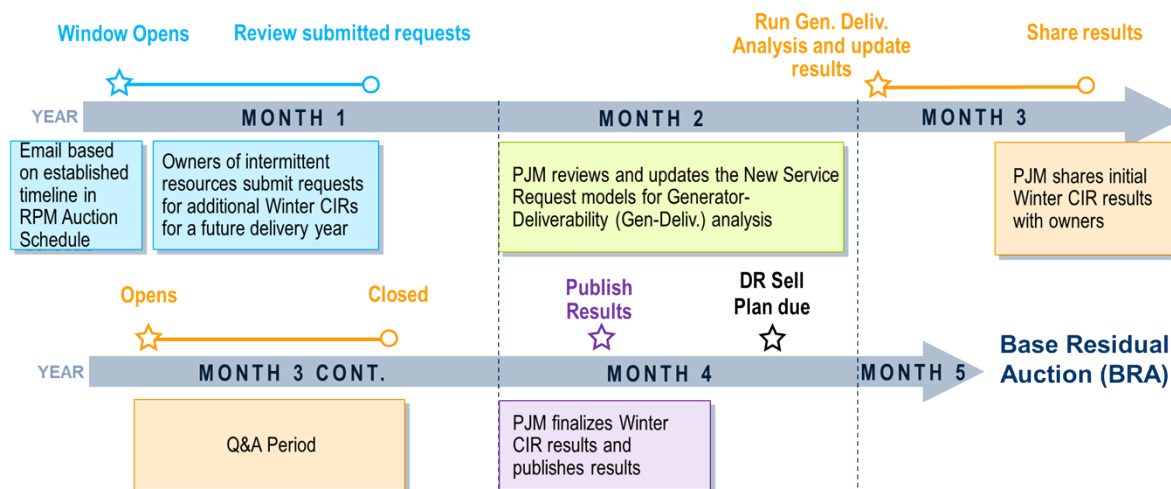 Window Opens
Review submitted requests
Run Gen. Deliv.
Analysis and update
results
Share results
YEAR
MONTH 1
MONTH 2
MONTH 3
Email based
on established
timeline in
RPM Auction
Schedule
Owners of intermittent
resources submit requests
for additional Winter CIRs
for a future delivery year
PJM reviews and updates the New Service
Request models for Generator-
Deliverability (Gen-Deliv.) analysis
PJM shares initial
Winter CIR results
with owners
Opens
Closed
Publish
Results
DR Sell
Plan due
YEAR
MONTH 3 CONT.
MONTH 4
MONTH 5
Base Residual
Auction (BRA)
Q&A Period
PJM finalizes Winter
CIR results and
publishes results